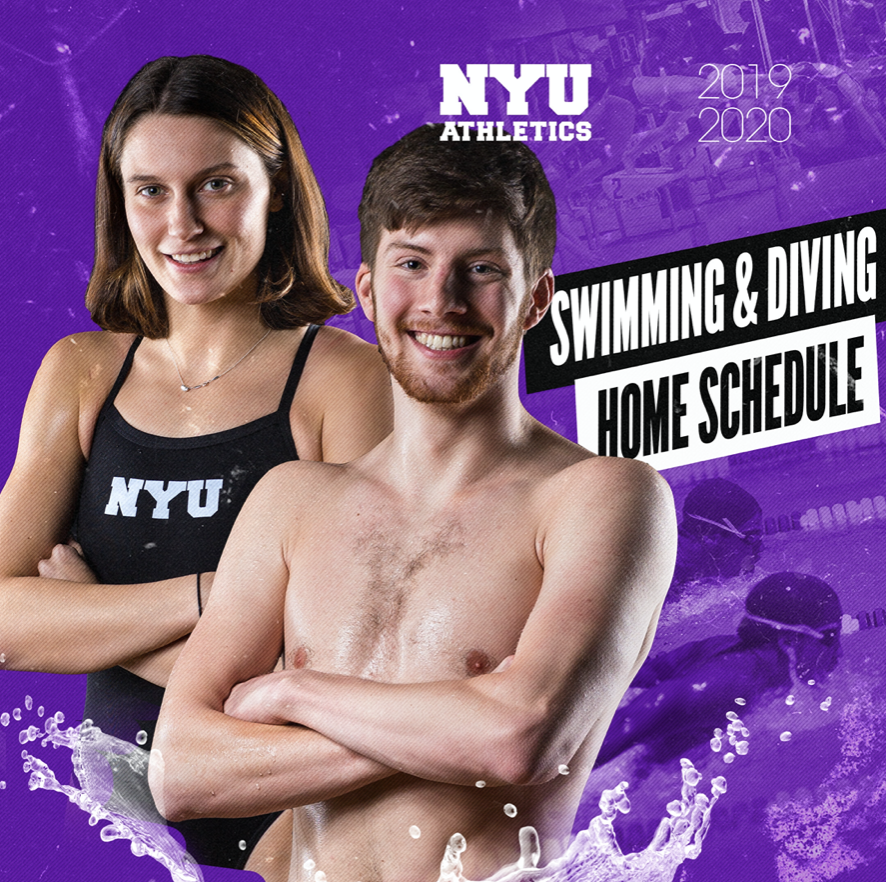 NYU
ATHLETICS
2019
2020
SWIMMING & DIVING
HOME SCHEDULE
NYU